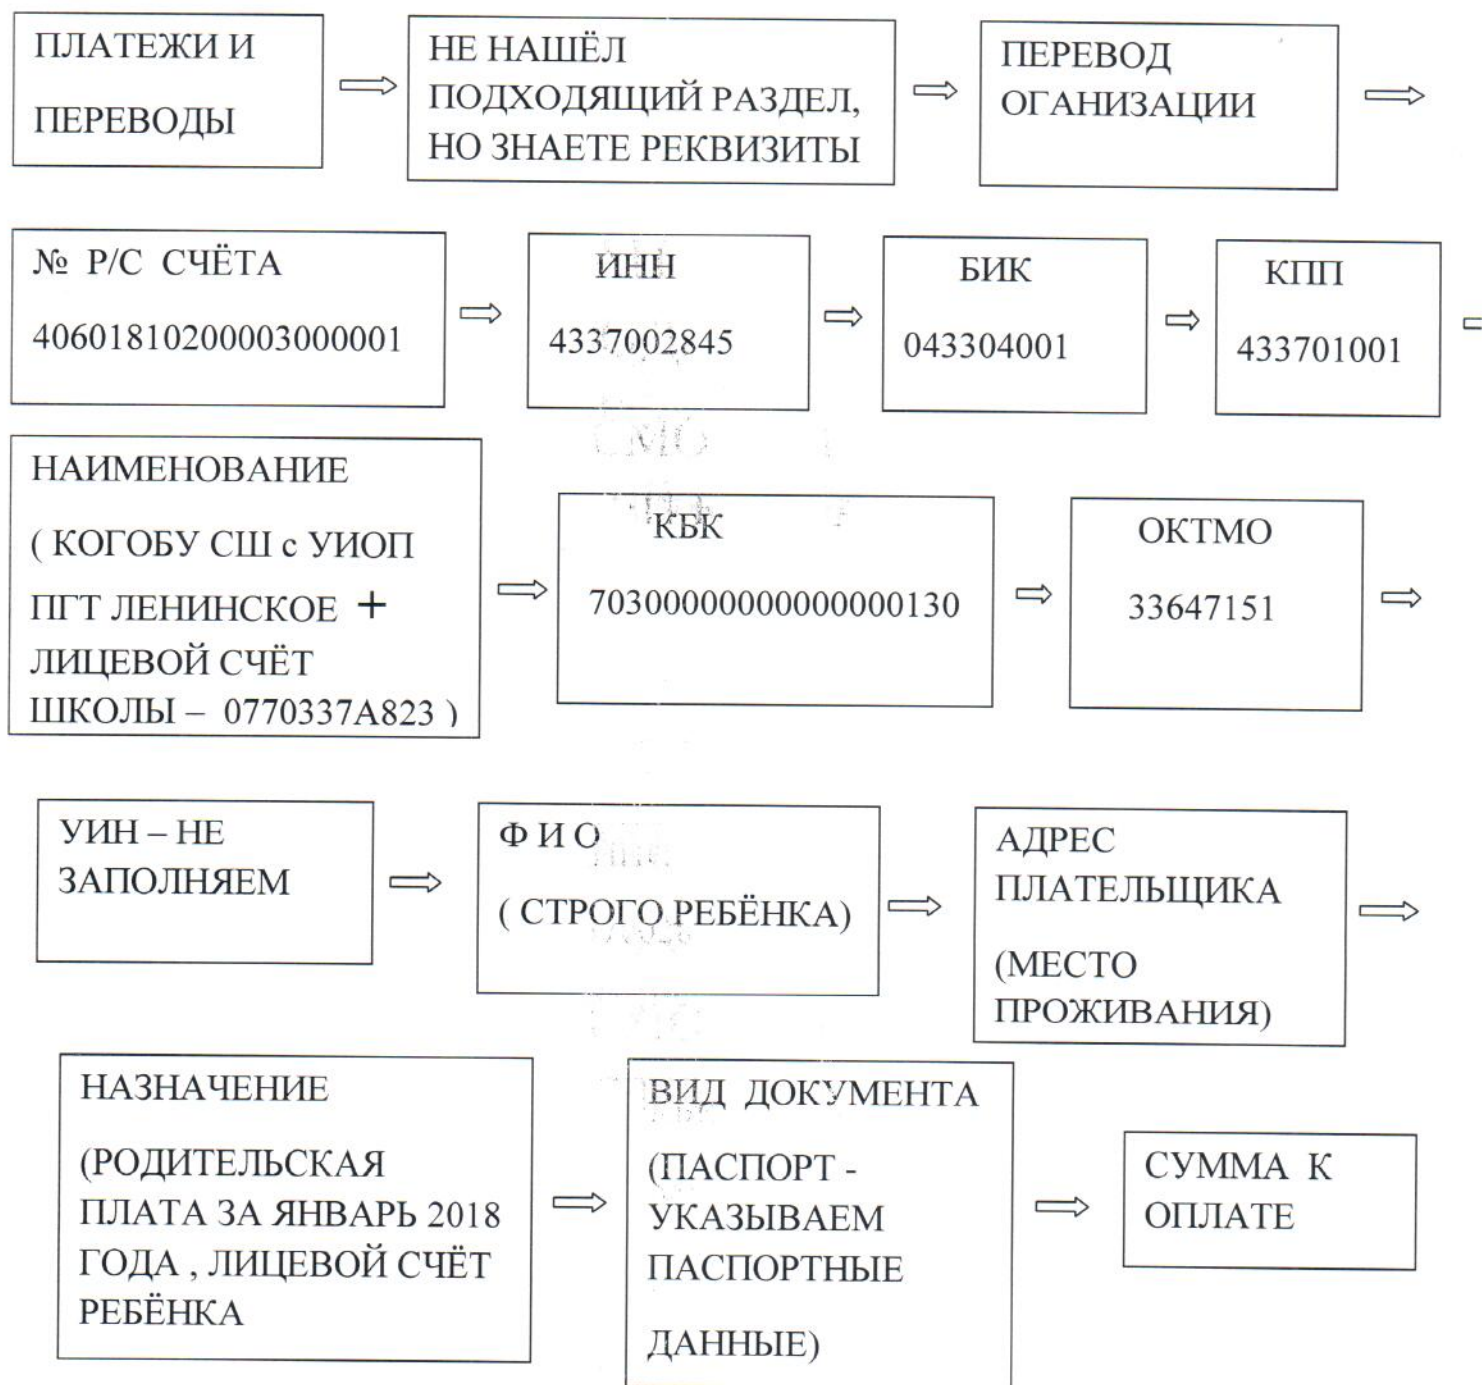 ПЛАТЕЖИ И
ПЕРЕВОДЫ
НЕ НАШЁЛ
ПОДХОДЯЩИЙ РАЗДЕЛ,
НО ЗНАЕТЕ РЕКВИЗИТЫ
ПЕРЕВОД
ОГАНИЗАЦИИ
№ Р/С СЧЁТА
40601810200003000001
ИНН
4337002845
БИК
043304001
КПП
433701001
НАИМЕНОВАНИЕ
( КОГОБУ СШ с УИОП
ПГТ ЛЕНИНСКОЕ +
ЛИЦЕВОЙ СЧЁТ
ШКОЛЫ – 0770337А823 )
КБК
70300000000000000130
ОКТМО
33647151
УИН – НЕ
ЗАПОЛНЯЕМ
Ф И О
( СТРОГО РЕБЁНКА)
АДРЕС
ПЛАТЕЛЬЩИКА
(МЕСТО
ПРОЖИВАНИЯ)
НАЗНАЧЕНИЕ
(РОДИТЕЛЬСКАЯ
ПЛАТА ЗА ЯНВАРЬ 2018
ГОДА , ЛИЦЕВОЙ СЧЁТ
РЕБЁНКА
ВИД ДОКУМЕНТА
(ПАСПОРТ -
УКАЗЫВАЕМ
ПАСПОРТНЫЕ
ДАННЫЕ)
СУММА К
ОПЛАТЕ